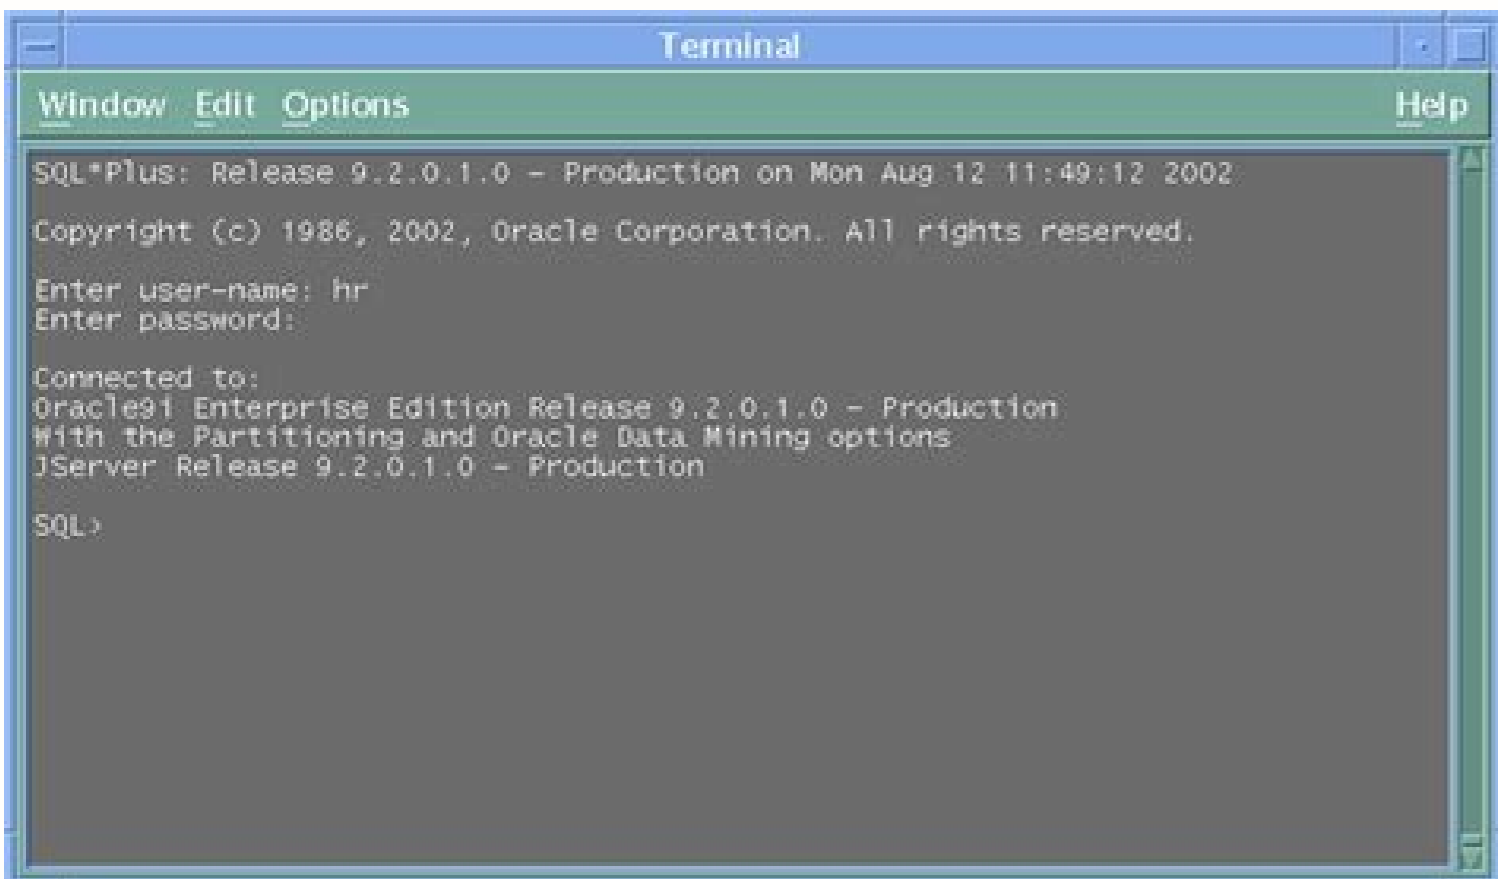 Terminal
Window Edit Options Help
SQL*Plus: Release 9.2.0.1.0 - Production on Mon Aug 12 11:49:12 2002
Copyright (c) 1986, 2002, Oracle Corporation. All rights reserved.
Enter user-name: hr
Enter password:
Connected to:
Oracle9i Enterprise Edition Release 9.2.0.1.0 - Production
With the Partitioning and Oracle Data Mining options
JServer Release 9.2.0.1.0 - Production
SQL>